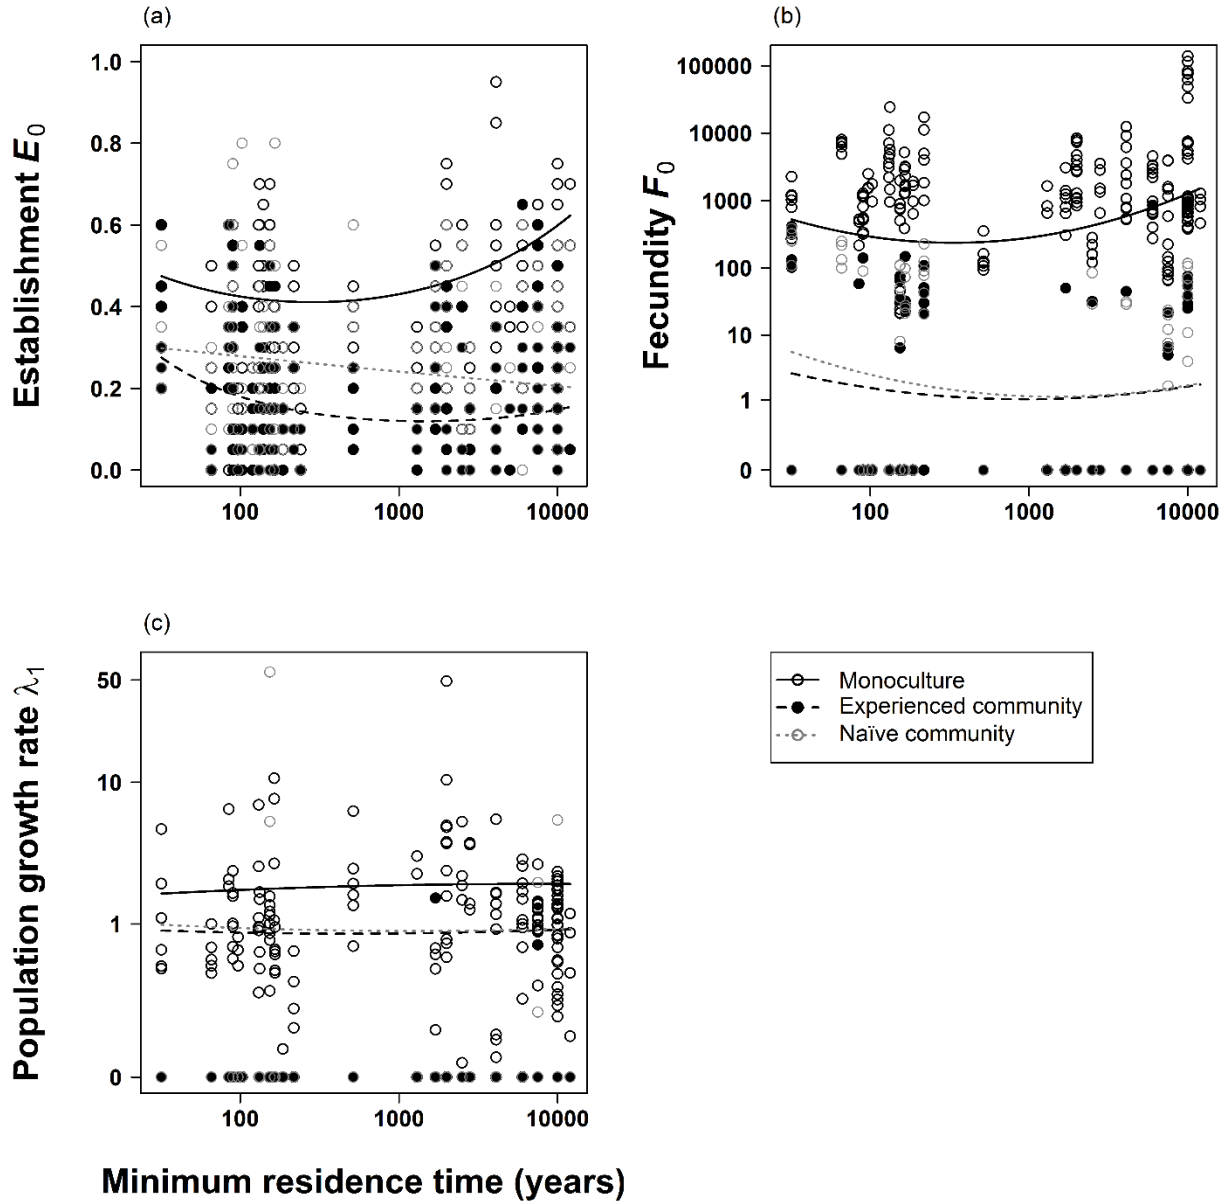 (a)
Establishment E₀
1.0
0.8
0.6
0.4
0.2
0.0
100
1000
10000
(b)
Fecundity F₀
100000
10000
1000
100
10
1
0
100
1000
10000
(c)
Population growth rate λ₁
50
10
1
0
100
1000
10000
Minimum residence time (years)
Monoculture
Experienced community
Naïve community